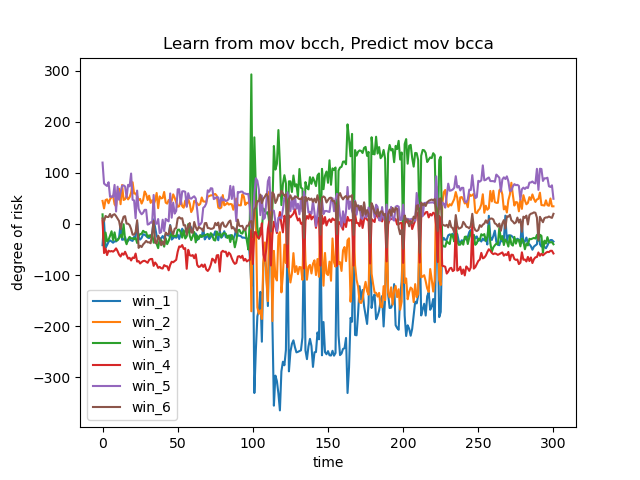 Learn from mov bcch, Predict mov bcca
degree of risk
300
200
100
0
−100
−200
−300
win_1
win_2
win_3
win_4
win_5
win_6
0 50 100 150 200 250 300
time